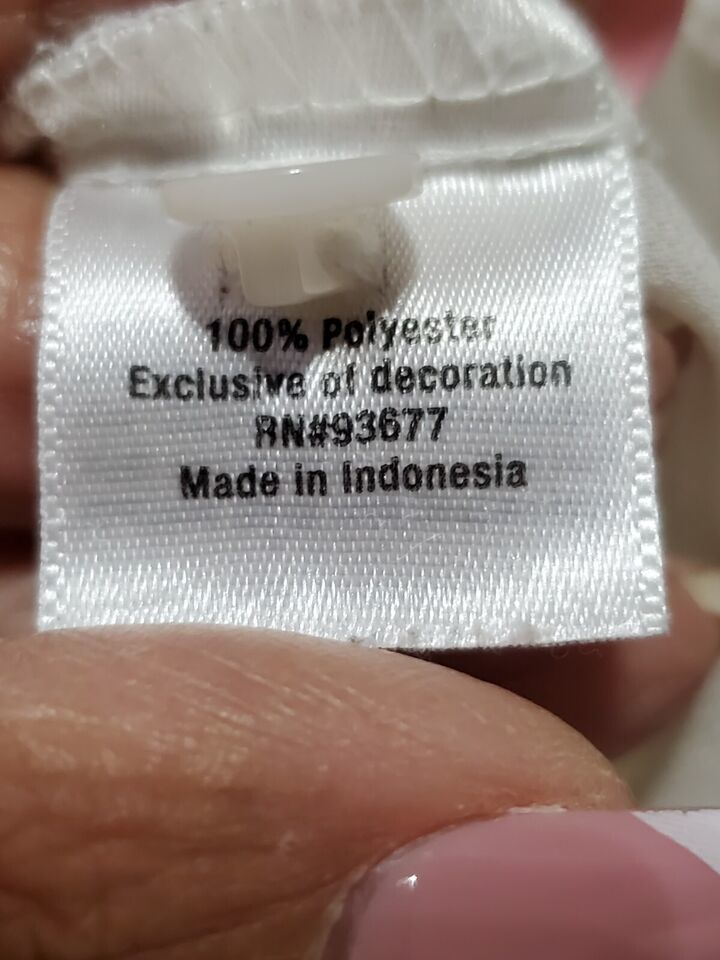 100% Polyester
Exclusive of decoration
RN#93677
Made in Indonesia